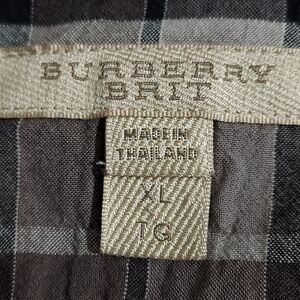 BURBERRY
BRIT
MADE IN
THAILAND
XL
TG